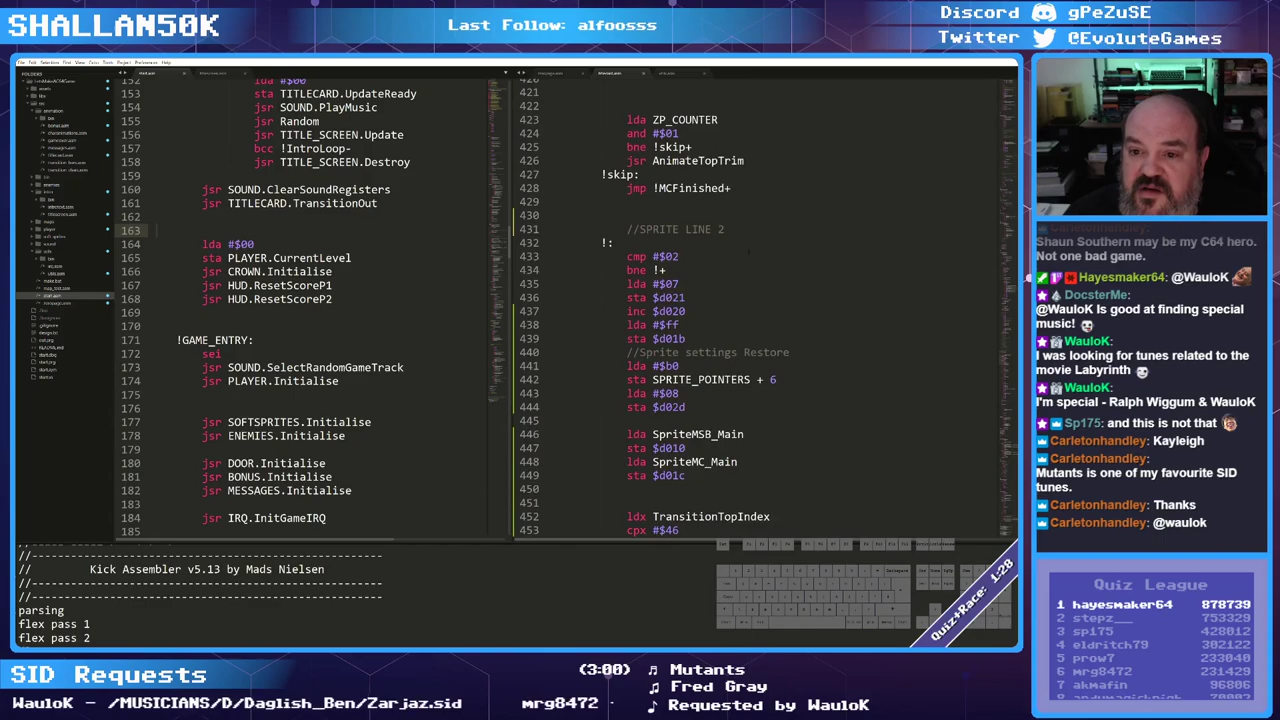 SHALLAN50K
Last Follow: alfoosss
Discord gPeZuSE
Twitter @EvoluteGames
FOLDERS
152 lda #$00
153 sta TITLECARD.UpdateReady
154 jsr SOUND.PlayMusic
155 jsr Random
156 jsr TITLE_SCREEN.Update
157 bcc !IntroLoop-
158 jsr TITLE_SCREEN.Destroy
159
160 jsr SOUND.ClearSoundRegisters
161 jsr TITLECARD.TransitionOut
162
163
164 lda #$00
165 sta PLAYER.CurrentLevel
166 jsr CROWN.Initialise
167 jsr HUD.ResetScoreP1
168 jsr HUD.ResetScoreP2
169
170
171 !GAME_ENTRY:
172 sei
173 jsr SOUND.SelectRandomGameTrack
174 jsr PLAYER.Initialise
175
176
177 jsr SOFTSPRITES.Initialise
178 jsr ENEMIES.Initialise
179
180 jsr DOOR.Initialise
181 jsr BONUS.Initialise
182 jsr MESSAGES.Initialise
183
184 jsr IRQ.InitGameIRQ
185
420
421
422
423 lda ZP_COUNTER
424 and #$01
425 bne !skip+
426 jsr AnimateTopTrim
427 !skip:
428 jmp !MCFinished+
429
430
431 //SPRITE LINE 2
432 !:
433 cmp #$02
434 bne !+
435 lda #$07
436 sta $d021
437 inc $d020
438 lda #$ff
439 sta $d01b
440 //Sprite settings Restore
441 lda #$b0
442 sta SPRITE_POINTERS + 6
443 lda #$08
444 sta $d02d
445
446 lda SpriteMSB_Main
447 sta $d010
448 lda SpriteMC_Main
449 sta $d01c
450
451
452 ldx TransitionTopIndex
453 cpx #$46
//------------------------------------------------------
// Kick Assembler v5.13 by Mads Nielsen
//------------------------------------------------------
parsing
flex pass 1
flex pass 2
Quiz+Race: 1:28
Shaun Southern may be my C64 hero. Not one bad game.
Hayesmaker64: @WauloK
DocsterMe:
@WauloK Is good at finding special
music!
WauloK:
I was looking for tunes related to the
movie Labyrinth
WauloK:
I'm special - Ralph Wiggum & WauloK
Sp175: and this is not that
Carletonhandley: Kayleigh
Carletonhandley:
Mutants is one of my favourite SID
tunes.
Carletonhandley: Thanks
Carletonhandley: @waulok
Quiz League
1 hayesmaker64 878739
2 stepz__ 753329
3 sp175 428012
4 eldritch79 302122
5 prow7 233040
6 mrg8472 231429
7 akmafin 96806
SID Requests
(3:00) ♫ Mutants
♫ Fred Gray
♪ Requested by WauloK
WauloK - /MUSICIANS/D/Daglish_Ben/Tarjan.sid mrg8472